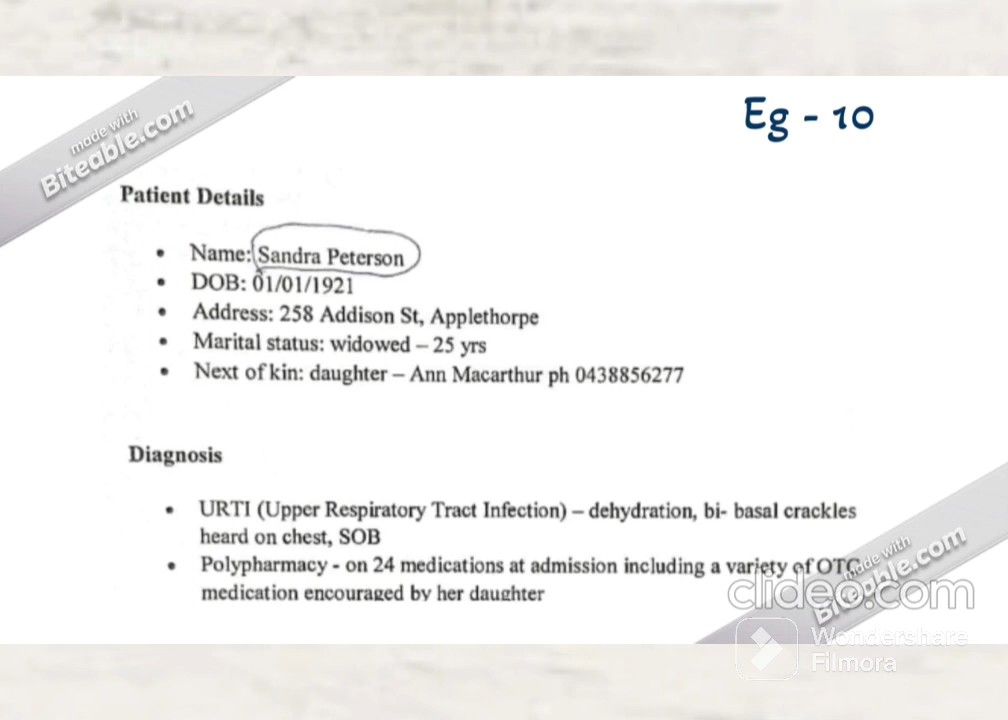 Eg - 10
made with
Biteable.com
Patient Details
• Name: Sandra Peterson
• DOB: 01/01/1921
• Address: 258 Addison St, Applethorpe
• Marital status: widowed – 25 yrs
• Next of kin: daughter – Ann Macarthur ph 0438856277
Diagnosis
• URTI (Upper Respiratory Tract Infection) – dehydration, bi- basal crackles
heard on chest, SOB
• Polypharmacy - on 24 medications at admission including a variety of OTC
medication encouraged by her daughter
made with
Biteable.com
clideo.com
Wondershare
Filmora